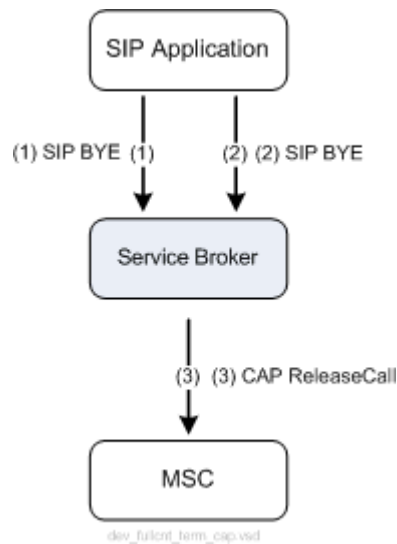 SIP Application
(1) SIP BYE (1) (2) (2) SIP BYE
Service Broker
(3) (3) CAP ReleaseCall
MSC
dev_fullcnt_term_cap.vsd